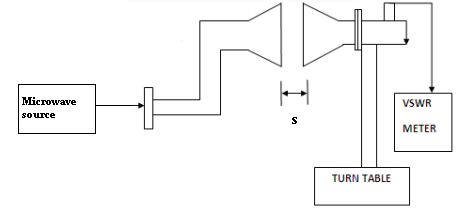 Microwave
source
S
VSWR
METER
TURN TABLE